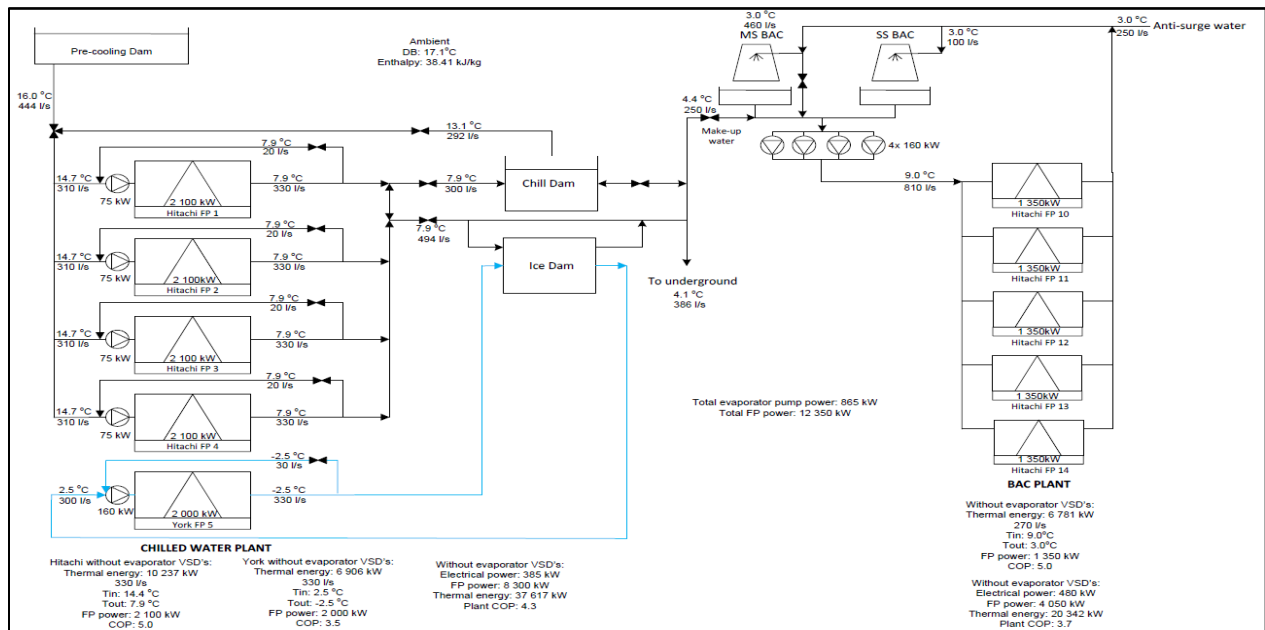 Pre-cooling Dam
Ambient
DB: 17.1°C
Enthalpy: 38.41 kJ/kg
3.0 °C
460 l/s
MS BAC
SS BAC
3.0 °C
100 l/s
3.0 °C
250 l/s
Anti-surge water
16.0 °C
444 l/s
13.1 °C
292 l/s
4.4 °C
250 l/s
Make-up
water
4x 160 kW
9.0 °C
810 l/s
7.9 °C
20 l/s
14.7 °C
310 l/s
75 kW
2 100 kW
Hitachi FP 1
7.9 °C
330 l/s
7.9 °C
300 l/s
Chill Dam
7.9 °C
494 l/s
Ice Dam
To underground
4.1 °C
386 l/s
7.9 °C
20 l/s
14.7 °C
310 l/s
75 kW
2 100kW
Hitachi FP 2
7.9 °C
330 l/s
7.9 °C
20 l/s
14.7 °C
310 l/s
75 kW
2 100 kW
Hitachi FP 3
7.9 °C
330 l/s
7.9 °C
20 l/s
14.7 °C
310 l/s
75 kW
2 100 kW
Hitachi FP 4
7.9 °C
330 l/s
-2.5 °C
30 l/s
2.5 °C
300 l/s
160 kW
2 000 kW
York FP 5
-2.5 °C
330 l/s
Total evaporator pump power: 865 kW
Total FP power: 12 350 kW
1 350kW
Hitachi FP 10
1 350kW
Hitachi FP 11
1 350kW
Hitachi FP 12
1 350kW
Hitachi FP 13
1 350kW
Hitachi FP 14
CHILLED WATER PLANT
Hitachi without evaporator VSD's:
Thermal energy: 10 237 kW
330 l/s
Tin: 14.4 °C
Tout: 7.9 °C
FP power: 2 100 kW
COP: 5.0
York without evaporator VSD's:
Thermal energy: 6 906 kW
330 l/s
Tin: 2.5 °C
Tout: -2.5 °C
FP power: 2 000 kW
COP: 3.5
Without evaporator VSD's:
Electrical power: 385 kW
FP power: 8 300 kW
Thermal energy: 37 617 kW
Plant COP: 4.3
BAC PLANT
Without evaporator VSD's:
Thermal energy: 6 781 kW
270 l/s
Tin: 9.0°C
Tout: 3.0°C
FP power: 1 350 kW
COP: 5.0
Without evaporator VSD's:
Electrical power: 480 kW
FP power: 4 050 kW
Thermal energy: 20 342 kW
Plant COP: 3.7